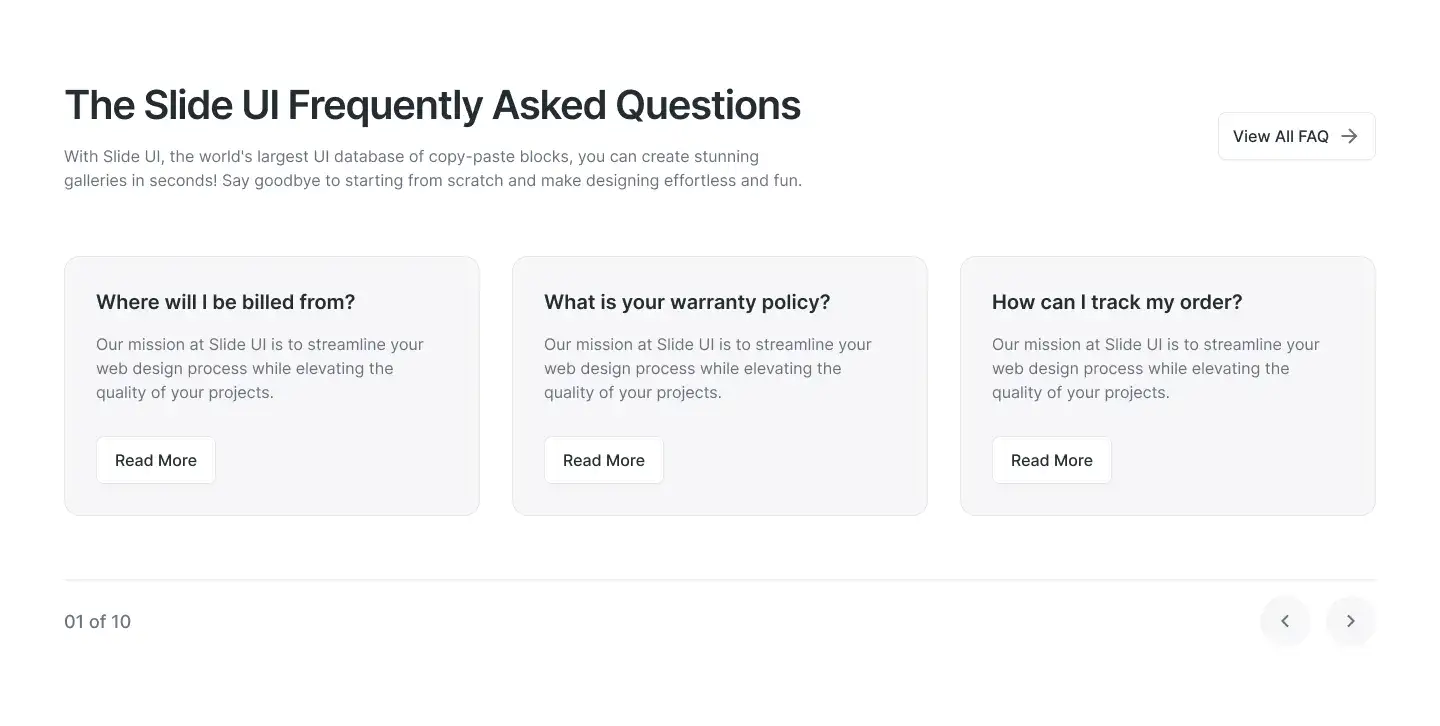 The Slide UI Frequently Asked Questions
With Slide UI, the world's largest UI database of copy-paste blocks, you can create stunning
galleries in seconds! Say goodbye to starting from scratch and make designing effortless and fun.
View All FAQ
Where will I be billed from?
Our mission at Slide UI is to streamline your
web design process while elevating the
quality of your projects.
Read More
What is your warranty policy?
Our mission at Slide UI is to streamline your
web design process while elevating the
quality of your projects.
Read More
How can I track my order?
Our mission at Slide UI is to streamline your
web design process while elevating the
quality of your projects.
Read More
01 of 10